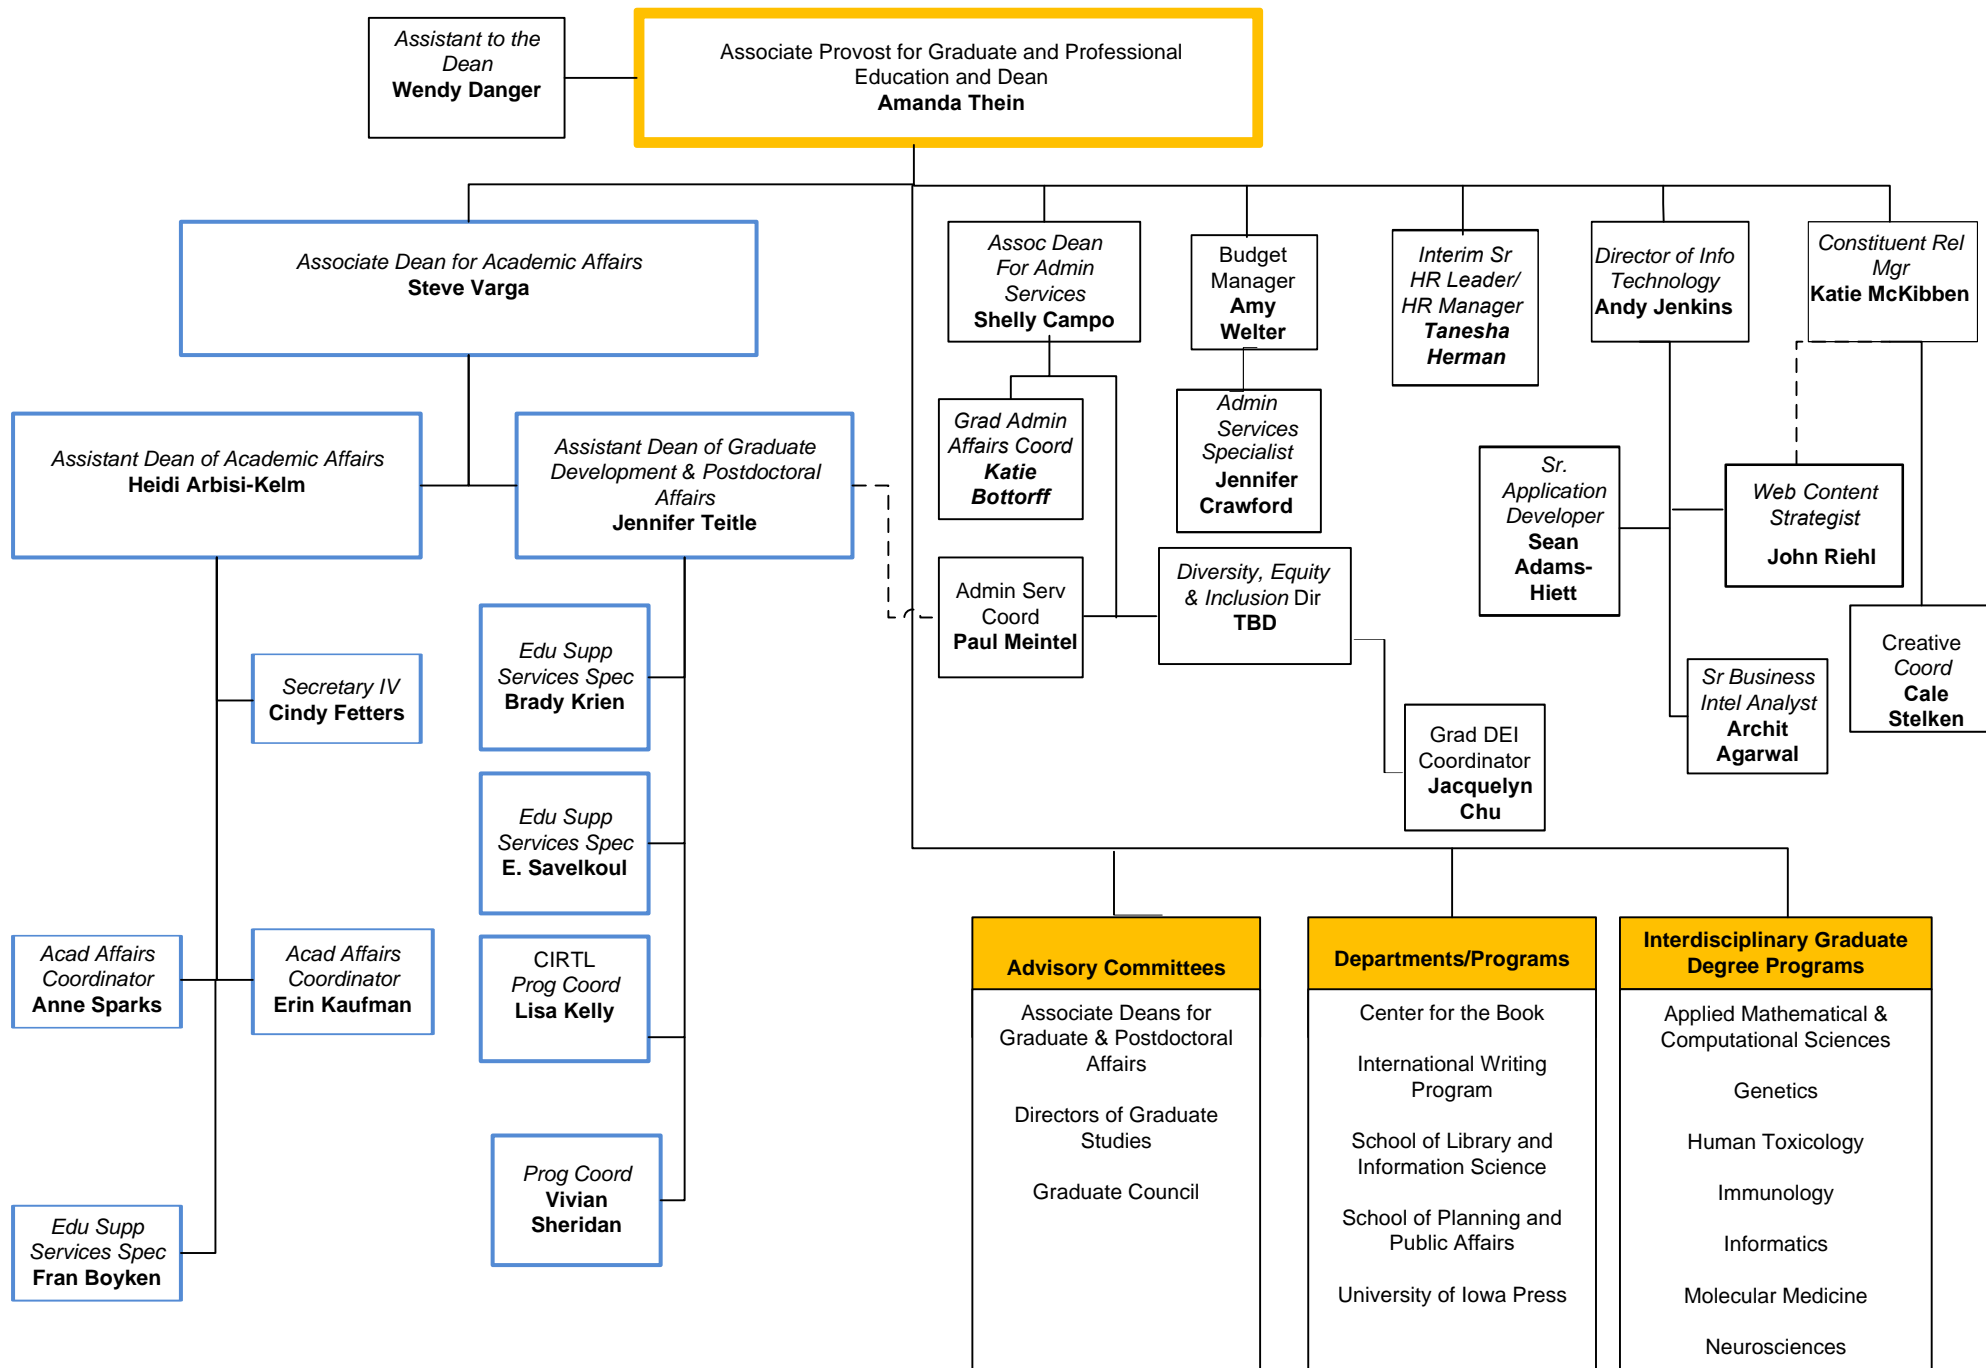 Assistant to the
Dean
Wendy Danger
Associate Provost for Graduate and Professional
Education and Dean
Amanda Thein
Associate Dean for Academic Affairs
Steve Varga
Assoc Dean
For Admin
Services
Shelly Campo
Budget
Manager
Amy
Welter
Interim Sr
HR Leader/
HR Manager
Tanesha
Herman
Director of Info
Technology
Andy Jenkins
Constituent Rel
Mgr
Katie McKibben
Assistant Dean of Academic Affairs
Heidi Arbisi-Kelm
Assistant Dean of Graduate
Development & Postdoctoral
Affairs
Jennifer Teitle
Grad Admin
Affairs Coord
Katie
Bottorff
Admin
Services
Specialist
Jennifer
Crawford
Sr.
Application
Developer
Sean
Adams-
Hiett
Web Content
Strategist
John Riehl
Admin Serv
Coord
Paul Meintel
Diversity, Equity
& Inclusion Dir
TBD
Creative
Coord
Cale
Stelken
Secretary IV
Cindy Fetters
Edu Supp
Services Spec
Brady Krien
Sr Business
Intel Analyst
Archit
Agarwal
Grad DEI
Coordinator
Jacquelyn
Chu
Edu Supp
Services Spec
E. Savelkoul
Acad Affairs
Coordinator
Anne Sparks
Acad Affairs
Coordinator
Erin Kaufman
CIRTL
Prog Coord
Lisa Kelly
Prog Coord
Vivian
Sheridan
Edu Supp
Services Spec
Fran Boyken
Advisory Committees
Associate Deans for
Graduate & Postdoctoral
Affairs
Directors of Graduate
Studies
Graduate Council
Departments/Programs
Center for the Book
International Writing
Program
School of Library and
Information Science
School of Planning and
Public Affairs
University of Iowa Press
Interdisciplinary Graduate
Degree Programs
Applied Mathematical &
Computational Sciences
Genetics
Human Toxicology
Immunology
Informatics
Molecular Medicine
Neurosciences